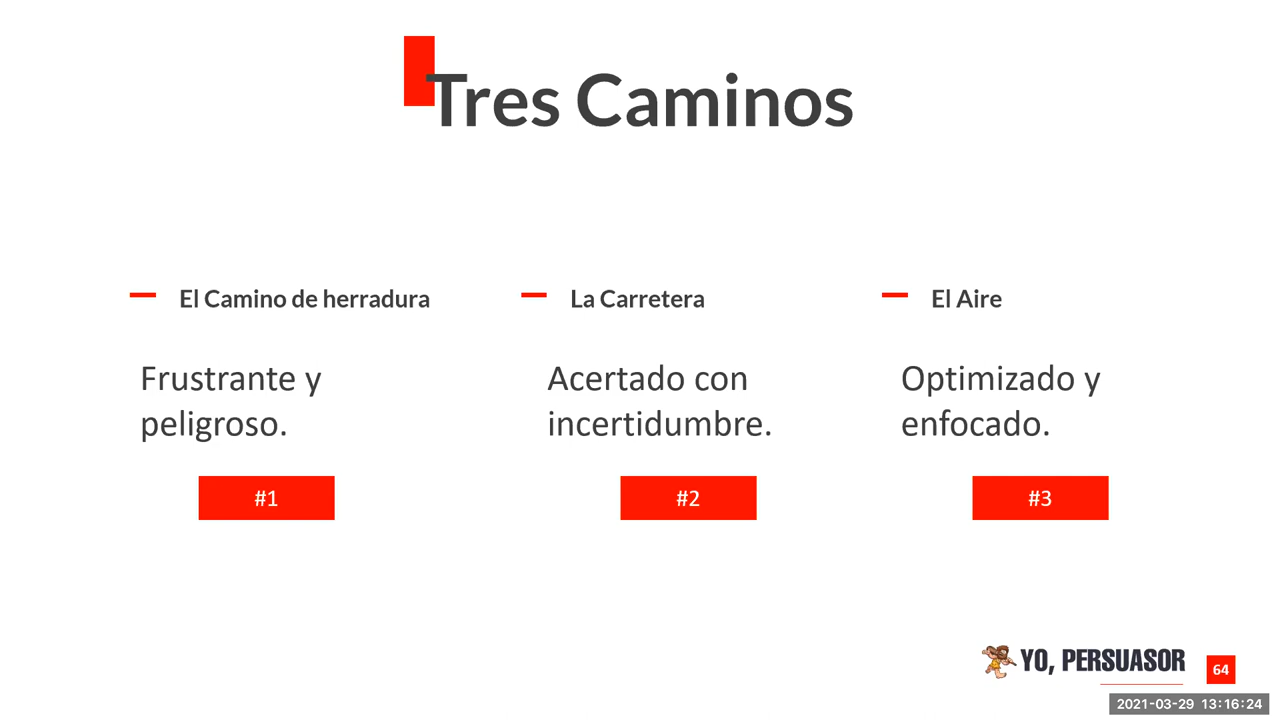 Tres Caminos
El Camino de herradura
Frustrante y
peligroso.
#1
La Carretera
Acertado con
incertidumbre.
#2
El Aire
Optimizado y
enfocado.
#3
YO, PERSUASOR
64
2021-03-29 13:16:24